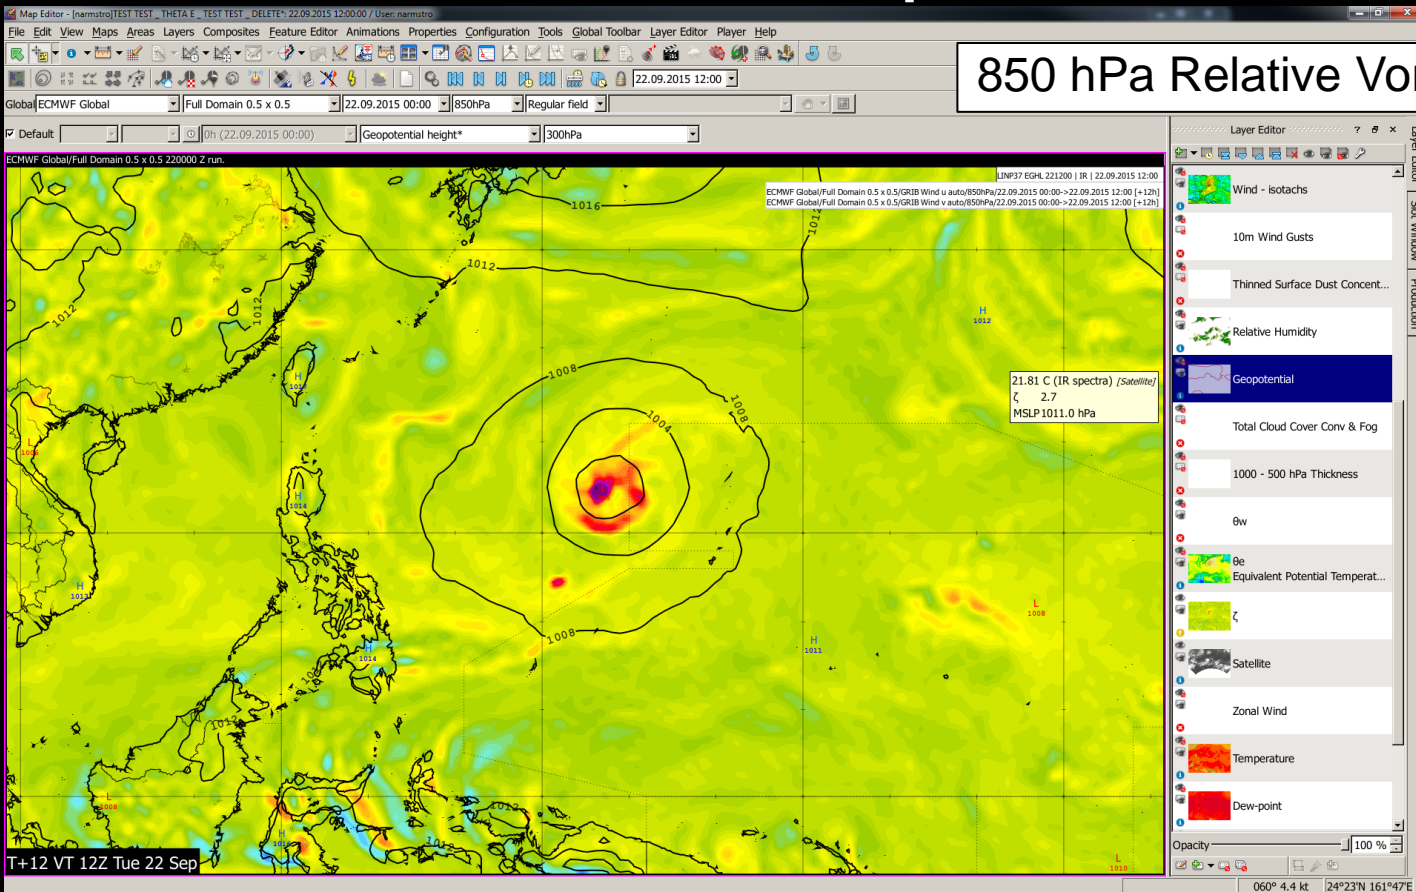 Map Editor - [narmstro]TEST TEST _ THETA E _ TEST TEST _ DELETE*: 22.09.2015 12:00:00 / User: narmstro
File Edit View Maps Areas Layers Composites Feature Editor Animations Properties Configuration Tools Global Toolbar Layer Editor Player Help
850 hPa Relative Vor
22.09.2015 12:00
Global ECMWF Global Full Domain 0.5 x 0.5 22.09.2015 00:00 850hPa Regular field
Default 0h (22.09.2015 00:00) Geopotential height* 300hPa
Layer Editor
ECMWF Global/Full Domain 0.5 x 0.5 220000 Z run.
LINP37 EGHL 221200 | IR | 22.09.2015 12:00
ECMWF Global/Full Domain 0.5 x 0.5/GRIB Wind u auto/850hPa/22.09.2015 00:00->22.09.2015 12:00 [+12h]
ECMWF Global/Full Domain 0.5 x 0.5/GRIB Wind v auto/850hPa/22.09.2015 00:00->22.09.2015 12:00 [+12h]
Wind - isotachs
10m Wind Gusts
Thinned Surface Dust Concent...
Relative Humidity
Geopotential
Total Cloud Cover Conv & Fog
1000 - 500 hPa Thickness
θw
θe
Equivalent Potential Temperat...
ζ
Satellite
Zonal Wind
Temperature
Dew-point
Opacity 100 %
Layer Editor
Slot Window
Production
1016
1012
1012
1012
1012
H
1012
21.81 C (IR spectra) [Satellite]
ζ 2.7
MSLP 1011.0 hPa
H
1008
1008
1004
L
H
1014
H
L
1008
1008
H
1011
H
1014
1012
L
1008
1012
H
L
1010
T+12 VT 12Z Tue 22 Sep
060° 4.4 kt 24°23'N 161°47'E